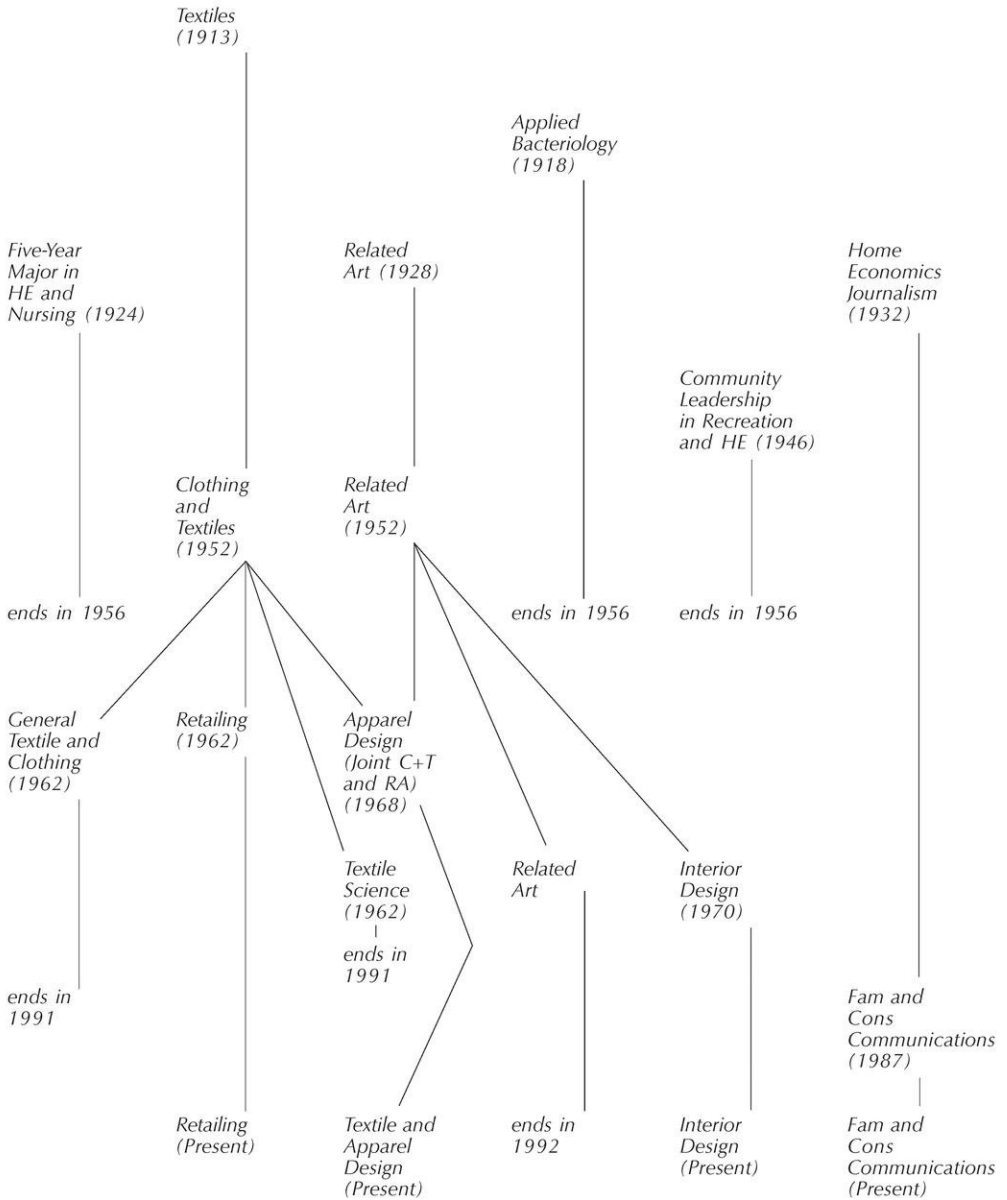 Textiles
(1913)
Applied
Bacteriology
(1918)
Five-Year
Major in
HE and
Nursing (1924)
Related
Art (1928)
Home
Economics
Journalism
(1932)
Community
Leadership
in Recreation
and HE (1946)
Clothing
and
Textiles
(1952)
Related
Art
(1952)
ends in 1956
ends in 1956
ends in 1956
General
Textile and
Clothing
(1962)
Retailing
(1962)
Apparel
Design
(Joint C+T
and RA)
(1968)
Textile
Science
(1962)
ends in
1991
Related
Art
Interior
Design
(1970)
ends in
1991
Fam and
Cons
Communications
(1987)
Retailing
(Present)
Textile and
Apparel
Design
(Present)
ends in
1992
Interior
Design
(Present)
Fam and
Cons
Communications
(Present)